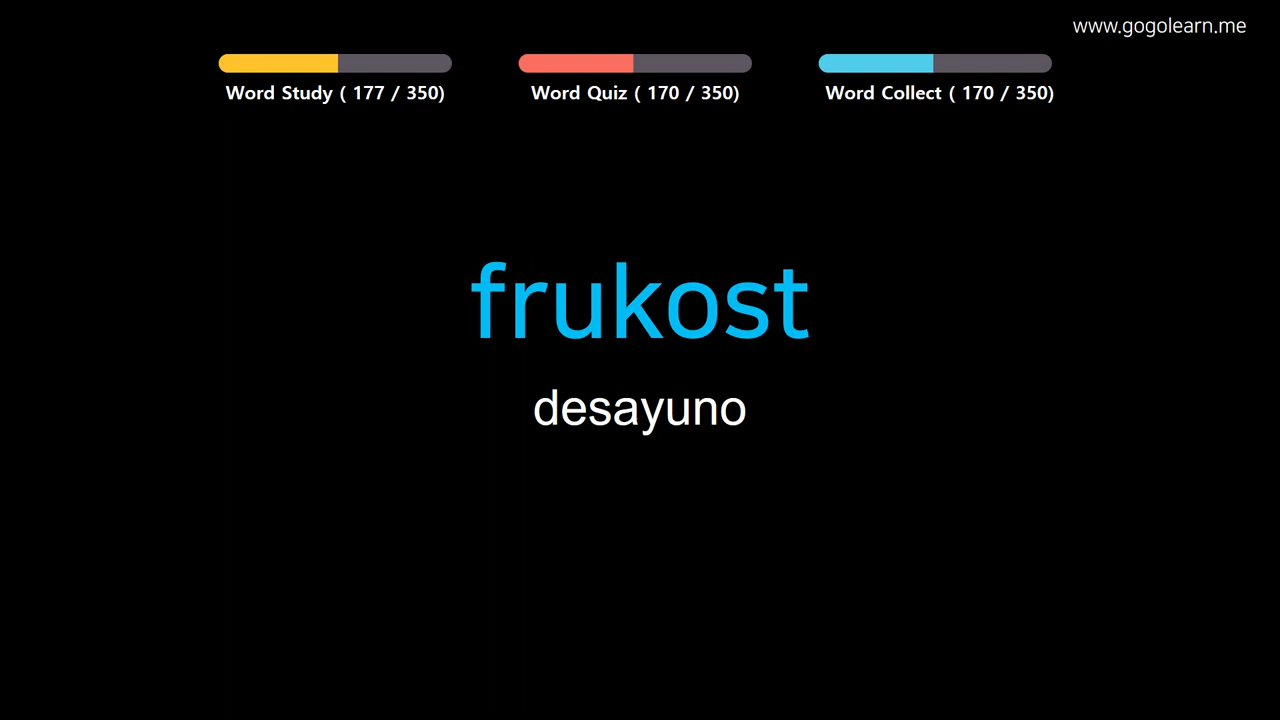 www.gogolearn.me
Word Study ( 177 / 350)
Word Quiz ( 170 / 350)
Word Collect ( 170 / 350)
frukost
desayuno